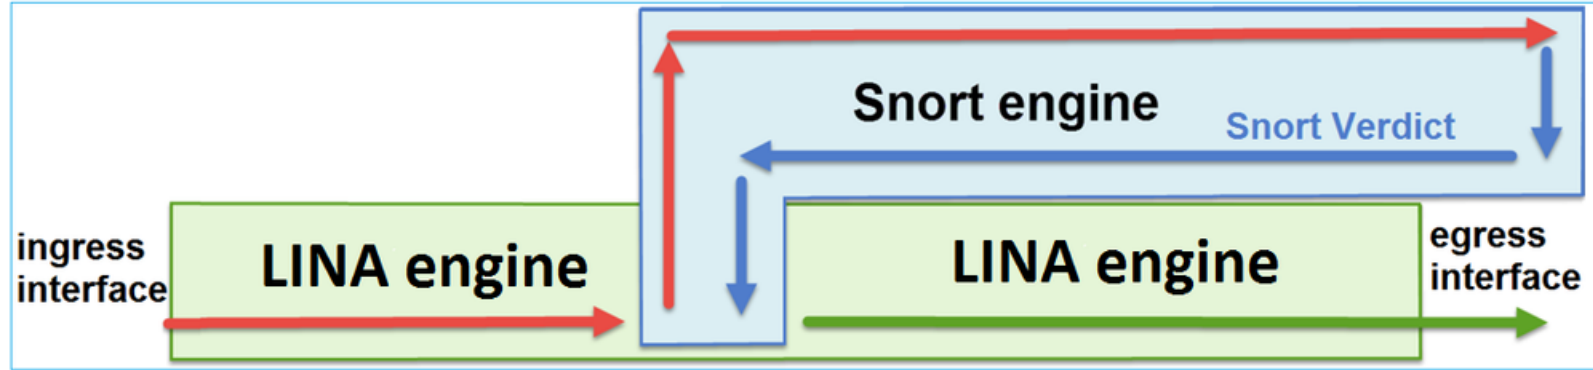 Snort engine
Snort Verdict
ingress
interface
LINA engine
LINA engine
egress
interface